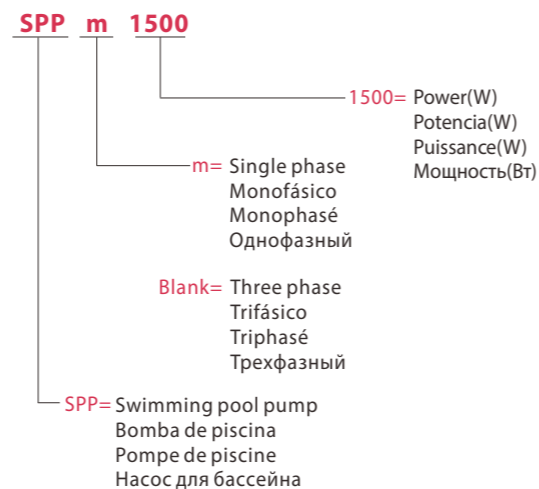 SPP m 1500
1500= Power(W)
Potencia(W)
Puissance(W)
Мощность(Вт)
m= Single phase
Monofásico
Monophasé
Однофазный
Blank= Three phase
Trifásico
Triphasé
Трехфазный
SPP= Swimming pool pump
Bomba de piscina
Pompe de piscine
Насос для бассейна